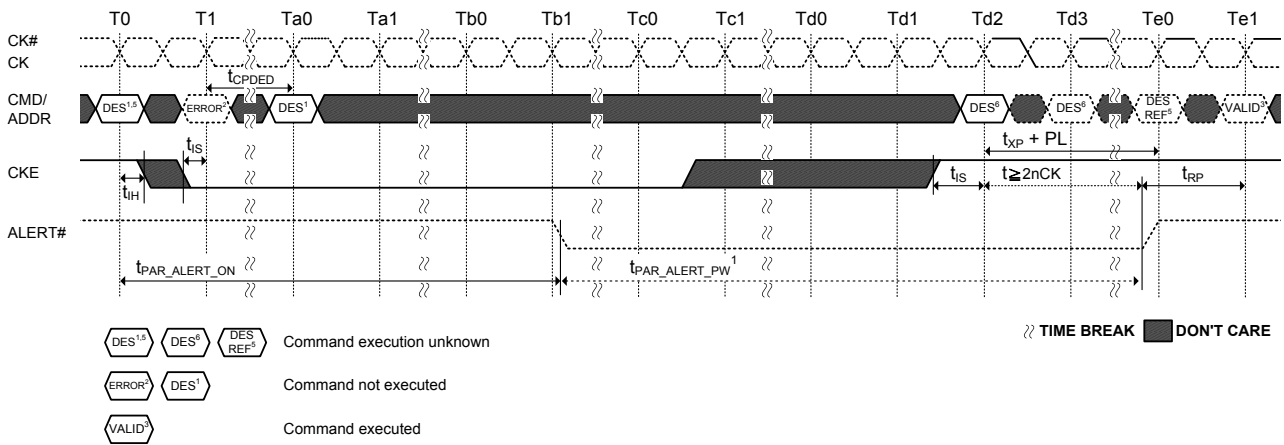 T0 T1 Ta0 Ta1 Tb0 Tb1 Tc0 Tc1 Td0 Td1 Td2 Td3 Te0 Te1
CK#
CK
tCPDED
CMD/
ADDR
DES1,5 ERROR2 DES1 DES6 DES6 DES REF5 VALID3
tXP + PL
tIS
CKE
tIH
tIS t≧2nCK tRP
ALERT#
tPAR_ALERT_ON tPAR_ALERT_PW1
DES1,5 DES6 DES REF5 Command execution unknown
TIME BREAK DON'T CARE
ERROR2 DES1 Command not executed
VALID3 Command executed